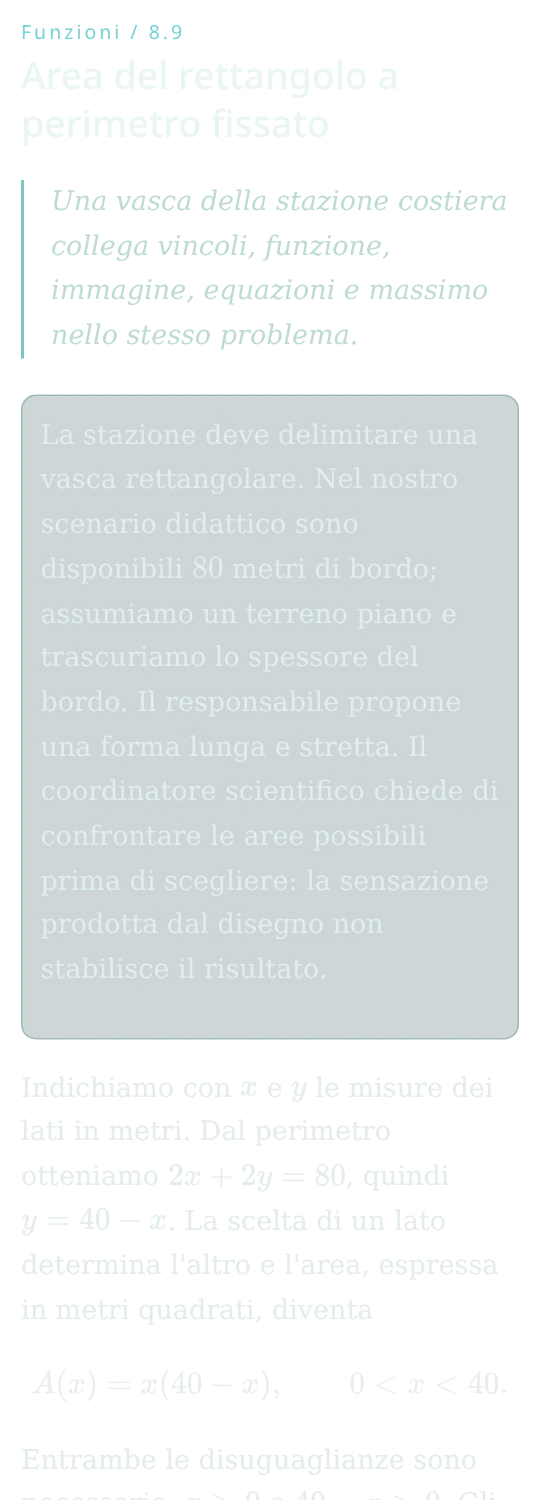 Funzioni / 8.9
Area del rettangolo a
perimetro fissato
Una vasca della stazione costiera
collega vincoli, funzione,
immagine, equazioni e massimo
nello stesso problema.
La stazione deve delimitare una
vasca rettangolare. Nel nostro
scenario didattico sono
disponibili 80 metri di bordo;
assumiamo un terreno piano e
trascuriamo lo spessore del
bordo. Il responsabile propone
una forma lunga e stretta. Il
coordinatore scientifico chiede di
confrontare le aree possibili
prima di scegliere: la sensazione
prodotta dal disegno non
stabilisce il risultato.
Indichiamo con x e y le misure dei
lati in metri. Dal perimetro
otteniamo 2x + 2y = 80, quindi
y = 40 − x. La scelta di un lato
determina l'altro e l'area, espressa
in metri quadrati, diventa
A(x) = x(40 − x), 0 < x < 40.
Entrambe le disuguaglianze sono